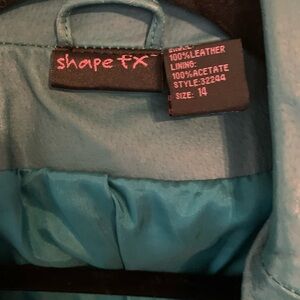 shape fx
100%LEATHER
LINING:
100%ACETATE
STYLE:32244
SIZE: 14